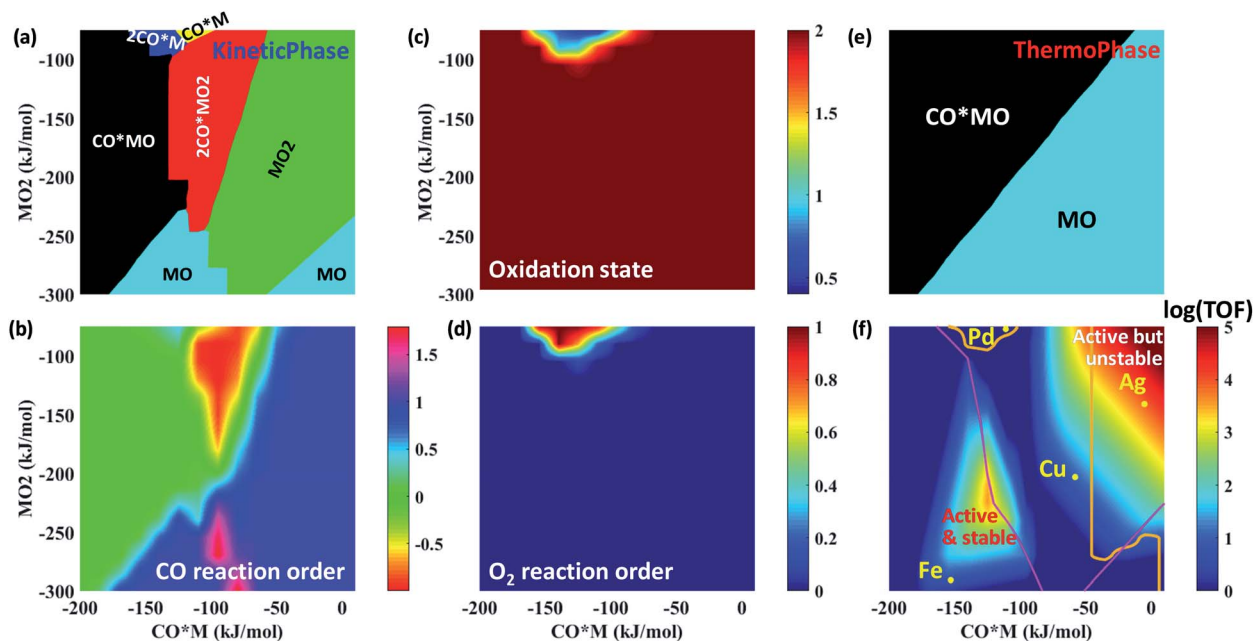 (a)
CO*M
2CO*M
KineticPhase
CO*MO
2CO*MO2
MO2
MO
MO
MO2 (kJ/mol)
-100
-150
-200
-250
-300
(c)
Oxidation state
MO2 (kJ/mol)
-100
-150
-200
-250
-300
2
1.5
1
0.5
(e)
ThermoPhase
CO*MO
MO
(b)
CO reaction order
MO2 (kJ/mol)
-100
-150
-200
-250
-300
-200
-150
-100
-50
0
CO*M (kJ/mol)
1.5
1
0.5
0
-0.5
(d)
O2 reaction order
-200
-150
-100
-50
0
CO*M (kJ/mol)
1
0.8
0.6
0.4
0.2
0
(f)
log(TOF)
Pd
Active but
unstable
Ag
Cu
Active
& stable
Fe
-200
-150
-100
-50
0
CO*M (kJ/mol)
5
4
3
2
1
0